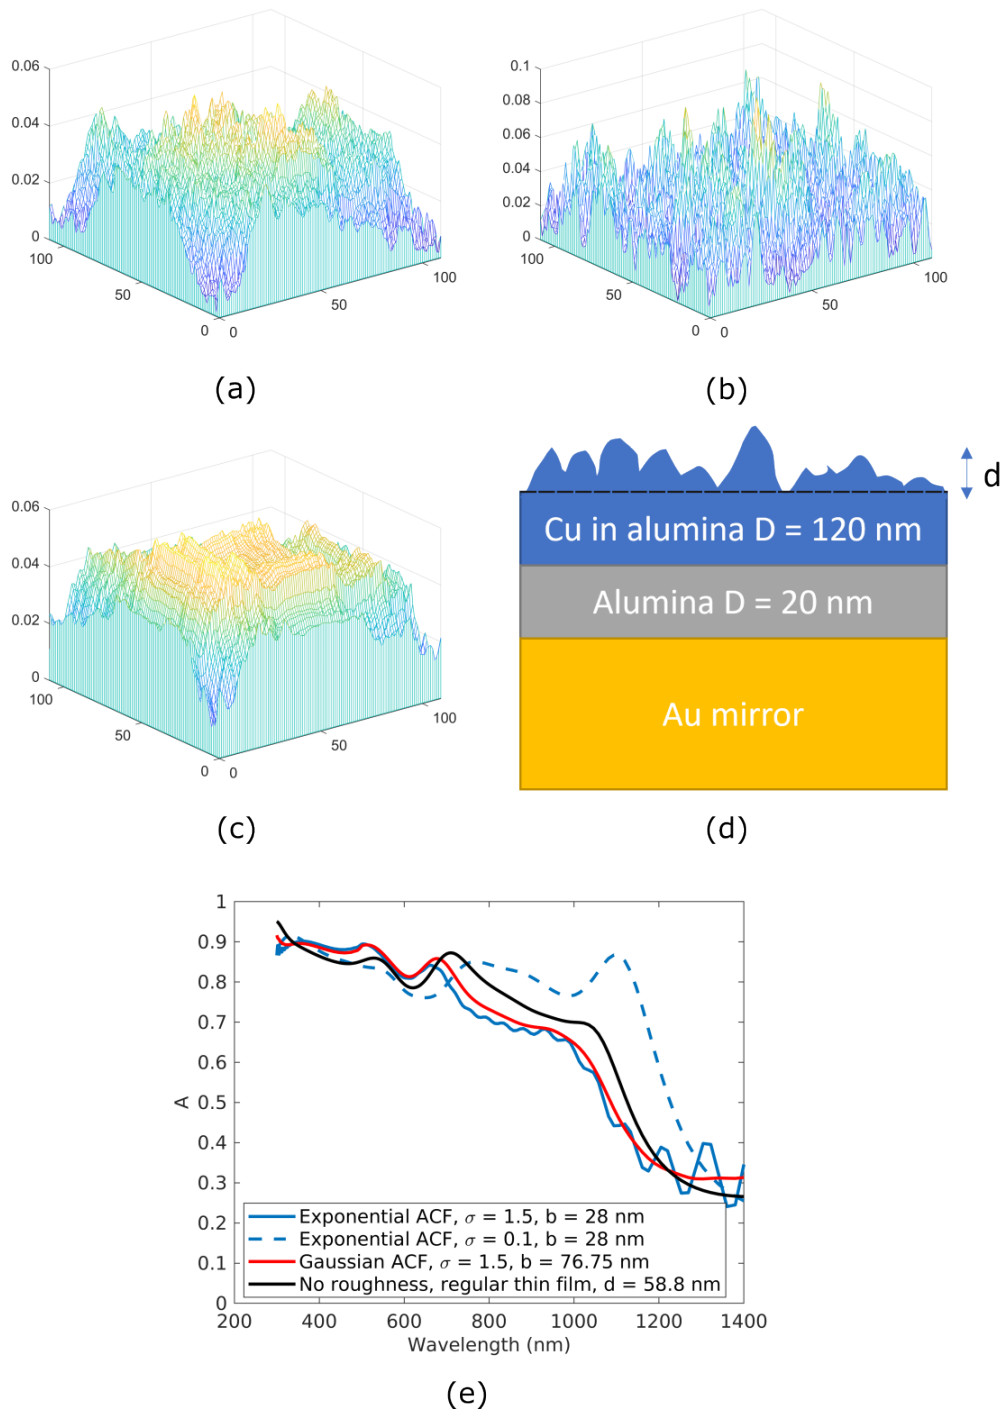 0.06
0.04
0.02
0
100
50
0
0
50
100
(a)
0.1
0.08
0.06
0.04
0.02
0
100
50
0
0
50
100
(b)
0.06
0.04
0.02
0
100
50
0
0
50
100
(c)
d
Cu in alumina D = 120 nm
Alumina D = 20 nm
Au mirror
(d)
1
0.9
0.8
0.7
0.6
0.5
0.4
0.3
0.2
0.1
0
A
Exponential ACF, σ = 1.5, b = 28 nm
Exponential ACF, σ = 0.1, b = 28 nm
Gaussian ACF, σ = 1.5, b = 76.75 nm
No roughness, regular thin film, d = 58.8 nm
200 400 600 800 1000 1200 1400
Wavelength (nm)
(e)